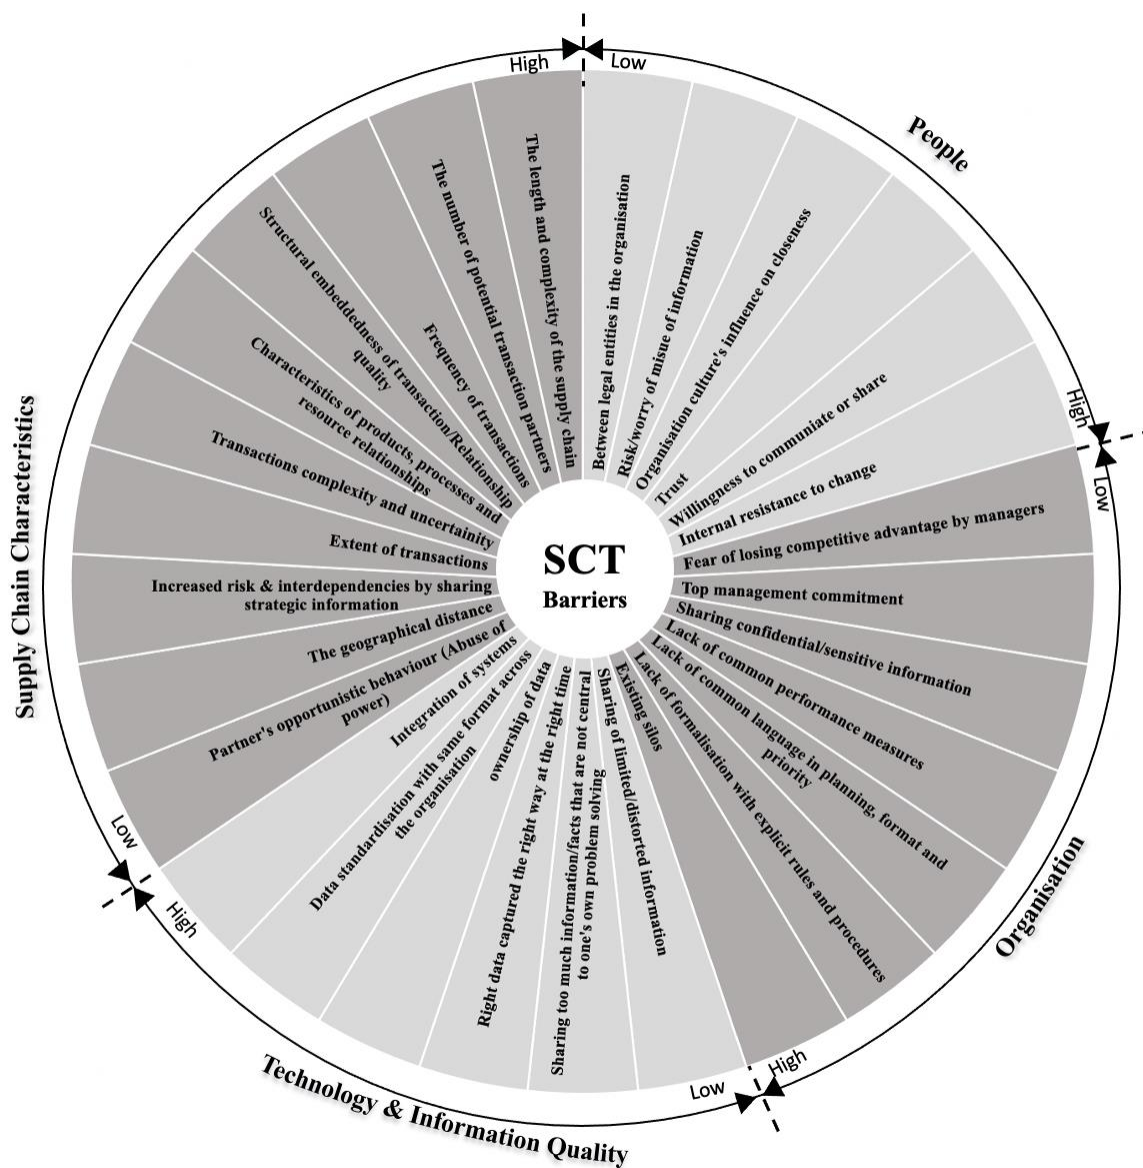 High
Low
People
Between legal entities in the organisation
Risk/worry of misue of information
Organisation culture's influence on closeness
Trust
Willingness to communiate or share
Internal resistance to change
High
Low
Fear of losing competitive advantage by managers
Top management commitment
Sharing confidential/sensitive information
Lack of common performance measures
Lack of common language in planning, format and
priority
Lack of formalisation with explicit rules and procedures
Existing silos
Organisation
High
Low
Sharing of limited/distorted information
Sharing too much information/facts that are not central
to one's own problem solving
Right data captured the right way at the right time
ownership of data
Data standardisation with same format across
the organisation
Integration of systems
Technology & Information Quality
High
Low
Partner's opportunistic behaviour (Abuse of
power)
The geographical distance
Increased risk & interdependencies by sharing
strategic information
Extent of transactions
Transactions complexity and uncertainity
Characteristics of products, processes and
resource relationships
Structural embeddedness of transaction/Relationship
quality
Frequency of transactions
The number of potential transaction partners
The length and complexity of the supply chain
Supply Chain Characteristics
SCT
Barriers